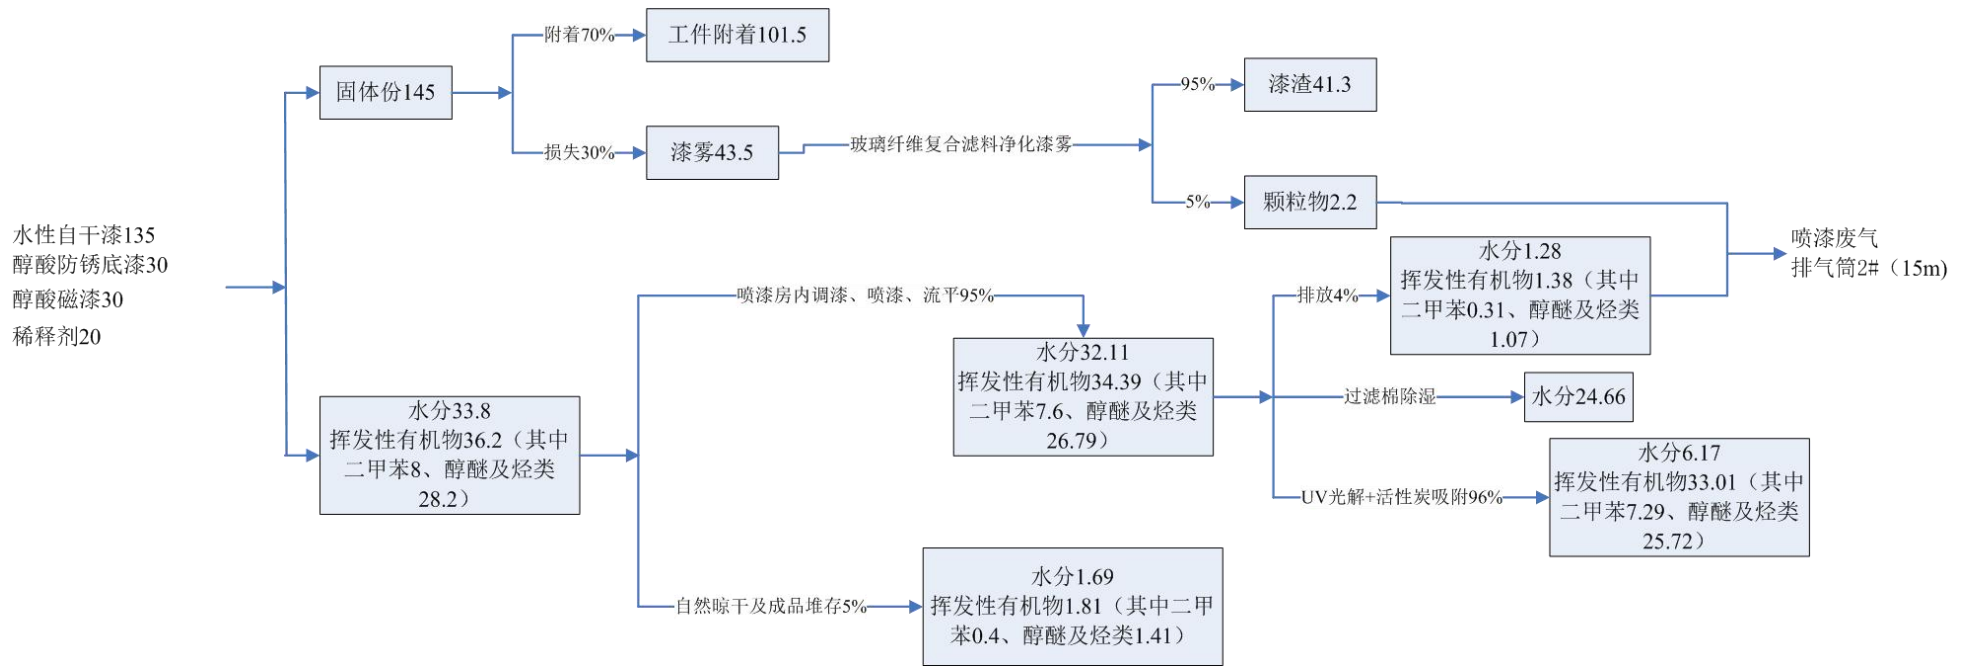 水性自干漆135
醇酸防锈底漆30
醇酸磁漆30
稀释剂20
固体份145
附着70%
工件附着101.5
损失30%
漆雾43.5
玻璃纤维复合滤料净化漆雾
95%
漆渣41.3
5%
颗粒物2.2
喷漆废气
排气筒2#（15m)
水分33.8
挥发性有机物36.2（其中
二甲苯8、醇醚及烃类
28.2）
喷漆房内调漆、喷漆、流平95%
水分32.11
挥发性有机物34.39（其中
二甲苯7.6、醇醚及烃类
26.79）
排放4%
水分1.28
挥发性有机物1.38（其中
二甲苯0.31、醇醚及烃类
1.07）
过滤棉除湿
水分24.66
UV光解+活性炭吸附96%
水分6.17
挥发性有机物33.01（其中
二甲苯7.29、醇醚及烃类
25.72）
自然晾干及成品堆存5%
水分1.69
挥发性有机物1.81（其中二甲
苯0.4、醇醚及烃类1.41）